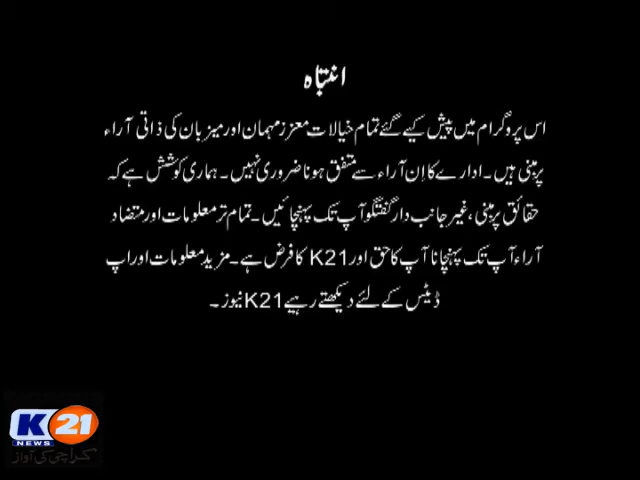 انتباہ
اس پروگرام میں پیش کیے گئے تمام خیالات معزز مہمان اور میزبان کی ذاتی آراء
پر مبنی ہیں۔ ادارے کا اِن آراء سے متفق ہونا ضروری نہیں۔ ہماری کوشش ہے کہ
حقائق پر مبنی، غیر جانب دار گفتگو آپ تک پہنچائیں۔ تمام تر معلومات اور متضاد
آراء آپ تک پہنچانا آپ کا حق اور K21 کا فرض ہے۔ مزید معلومات اور اپ
ڈیٹس کے لئے دیکھتے رہیے K21 نیوز۔
K21
NEWS
کراچی کی آواز